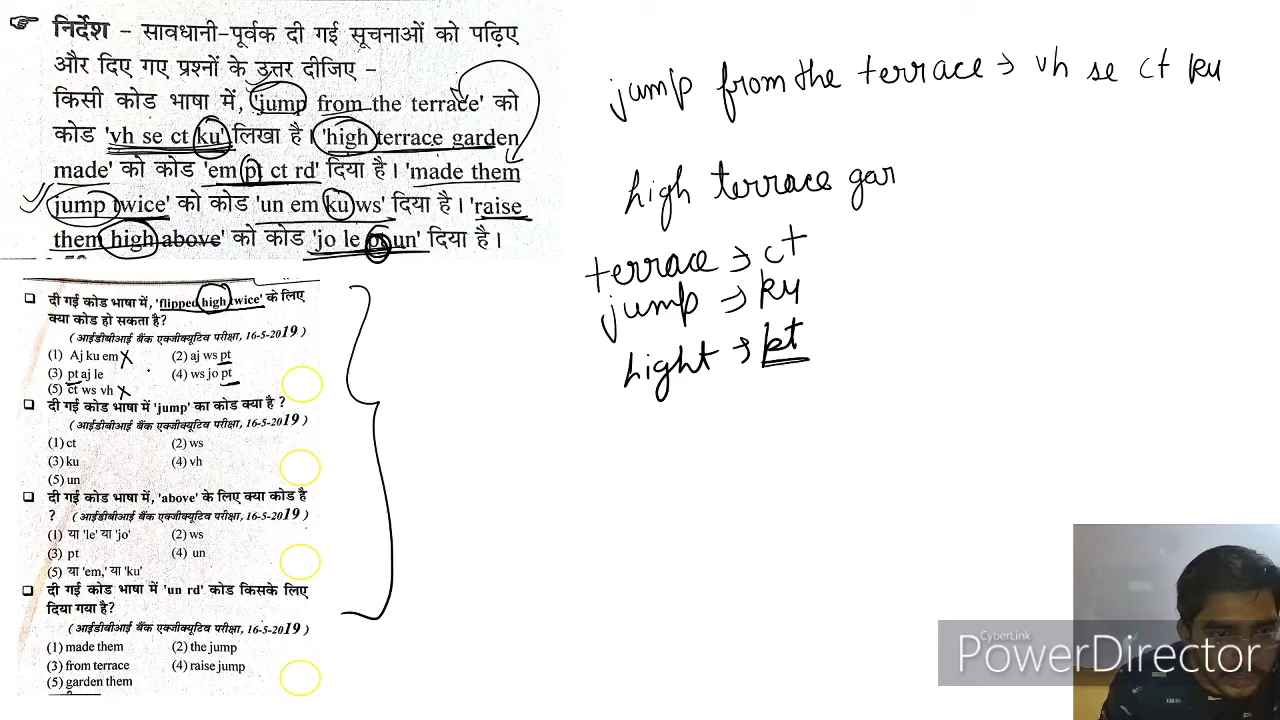 निर्देश - सावधानी-पूर्वक दी गई सूचनाओं को पढ़िए
और दिए गए प्रश्नों के उत्तर दीजिए -
किसी कोड भाषा में, 'jump from the terrace' को
कोड 'vh se ct ku' लिखा है। 'high terrace garden
made' को कोड 'em pt ct rd' दिया है। 'made them
jump twice' को कोड 'un em ku ws' दिया है। 'raise
them high above' को कोड 'jo le pt un' दिया है।
दी गई कोड भाषा में, 'flipped high twice' के लिए
क्या कोड हो सकता है?
(आईडीबीआई बैंक एक्जीक्यूटिव परीक्षा, 16-5-2019)
(1) Aj ku em (2) aj ws pt
(3) pt aj le (4) ws jo pt
(5) ct ws vh
दी गई कोड भाषा में 'jump' का कोड क्या है ?
(आईडीबीआई बैंक एक्जीक्यूटिव परीक्षा, 16-5-2019)
(1) ct (2) ws
(3) ku (4) vh
(5) un
दी गई कोड भाषा में, 'above' के लिए क्या कोड है
? (आईडीबीआई बैंक एक्जीक्यूटिव परीक्षा, 16-5-2019)
(1) या 'le' या 'jo' (2) ws
(3) pt (4) un
(5) या 'em,' या 'ku'
दी गई कोड भाषा में 'un rd' कोड किसके लिए
दिया गया है?
(आईडीबीआई बैंक एक्जीक्यूटिव परीक्षा, 16-5-2019)
(1) made them (2) the jump
(3) from terrace (4) raise jump
(5) garden them
jump from the terrace → vh se ct ku
high terrace gar
terrace → ct
jump → ku
hight → pt
CyberLink
PowerDirector